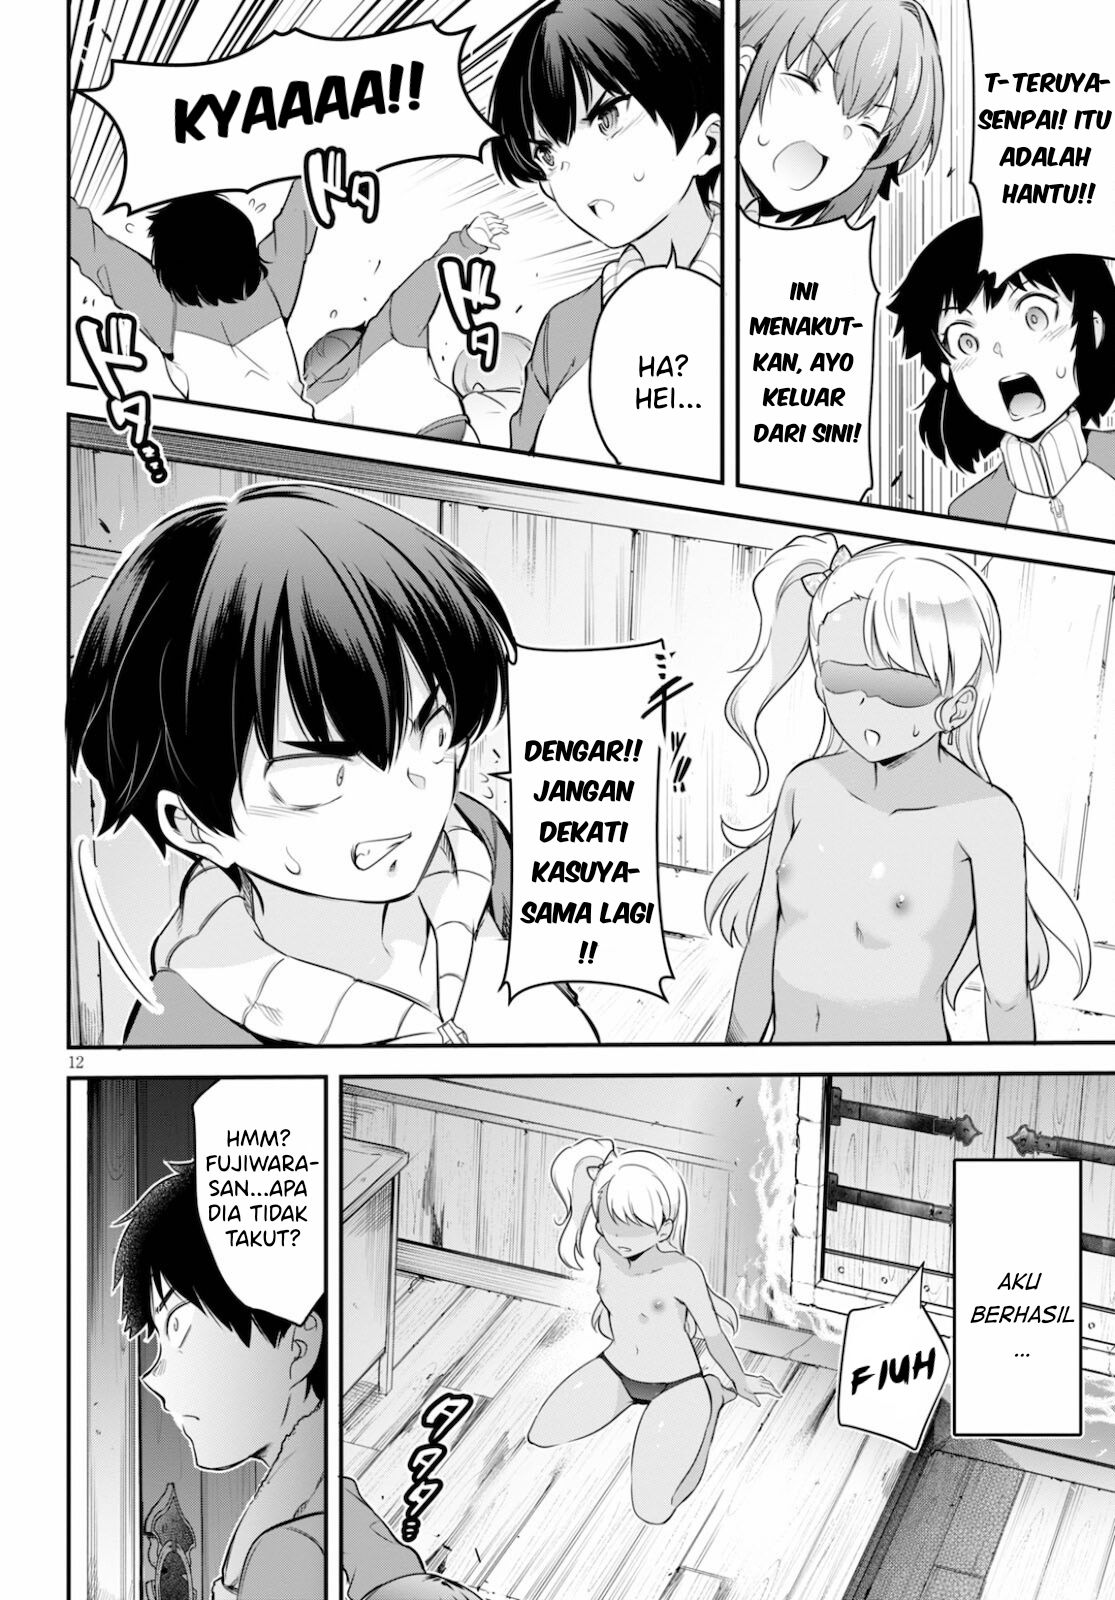 T-TERUYA-
SENPAI! ITU
ADALAH
HANTU!!
INI
MENAKUT-
KAN, AYO
KELUAR
DARI SINI!
KYAAAA!!
HA?
HEI...
ドタ
ドタ
ドタ...
DENGAR!!
JANGAN
DEKATI
KASUYA-
SAMA LAGI
!!
12
AKU
BERHASIL
...
FIUH
タタタ...
HMM?
FUJIWARA-
SAN...APA
DIA TIDAK
TAKUT?